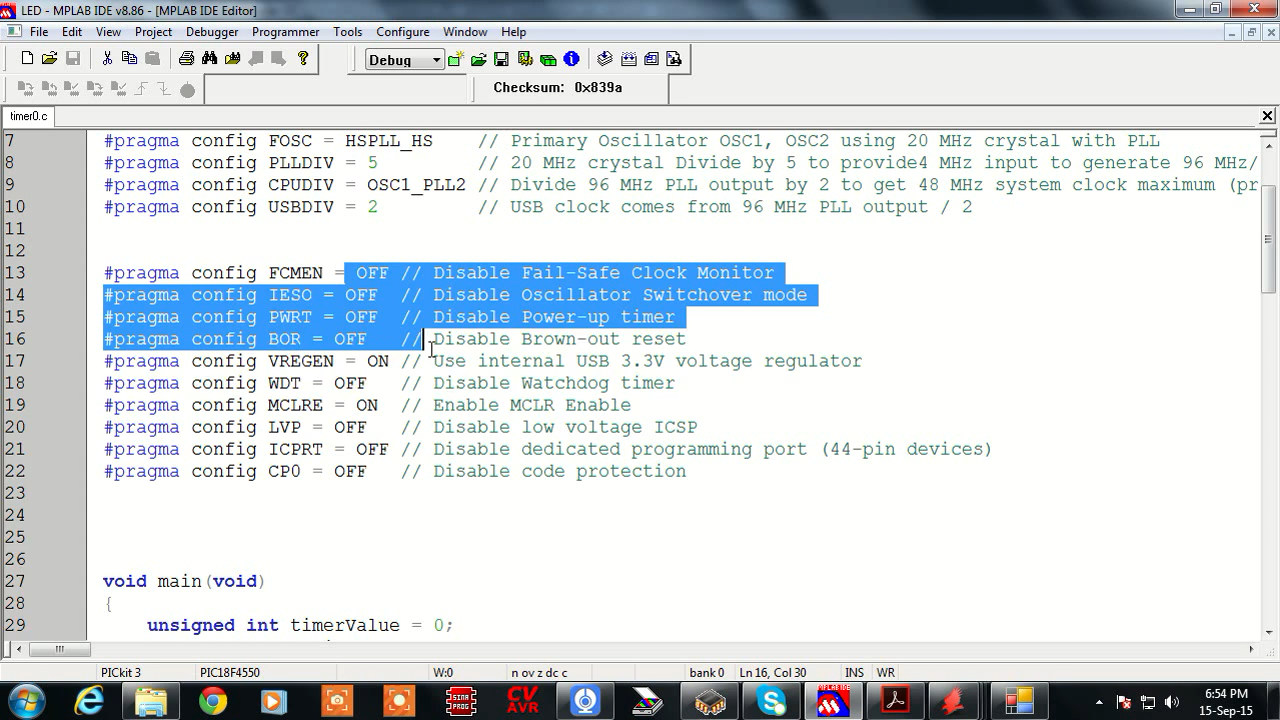 LED - MPLAB IDE v8.86 - [MPLAB IDE Editor]
File Edit View Project Debugger Programmer Tools Configure Window Help
Debug
Checksum: 0x839a
timer0.c
7 #pragma config FOSC = HSPLL_HS // Primary Oscillator OSC1, OSC2 using 20 MHz crystal with PLL
8 #pragma config PLLDIV = 5 // 20 MHz crystal Divide by 5 to provide4 MHz input to generate 96 MHz/
9 #pragma config CPUDIV = OSC1_PLL2 // Divide 96 MHz PLL output by 2 to get 48 MHz system clock maximum (pr
10 #pragma config USBDIV = 2 // USB clock comes from 96 MHz PLL output / 2
11
12
13 #pragma config FCMEN = OFF // Disable Fail-Safe Clock Monitor
14 #pragma config IESO = OFF // Disable Oscillator Switchover mode
15 #pragma config PWRT = OFF // Disable Power-up timer
16 #pragma config BOR = OFF // Disable Brown-out reset
17 #pragma config VREGEN = ON // Use internal USB 3.3V voltage regulator
18 #pragma config WDT = OFF // Disable Watchdog timer
19 #pragma config MCLRE = ON // Enable MCLR Enable
20 #pragma config LVP = OFF // Disable low voltage ICSP
21 #pragma config ICPRT = OFF // Disable dedicated programming port (44-pin devices)
22 #pragma config CP0 = OFF // Disable code protection
23
24
25
26
27 void main(void)
28 {
29 unsigned int timerValue = 0;
PICkit 3 PIC18F4550 W:0 n ov z dc c bank 0 Ln 16, Col 30 INS WR
SINA PROG
CV AVR
MPLAB IDE
6:54 PM
15-Sep-15